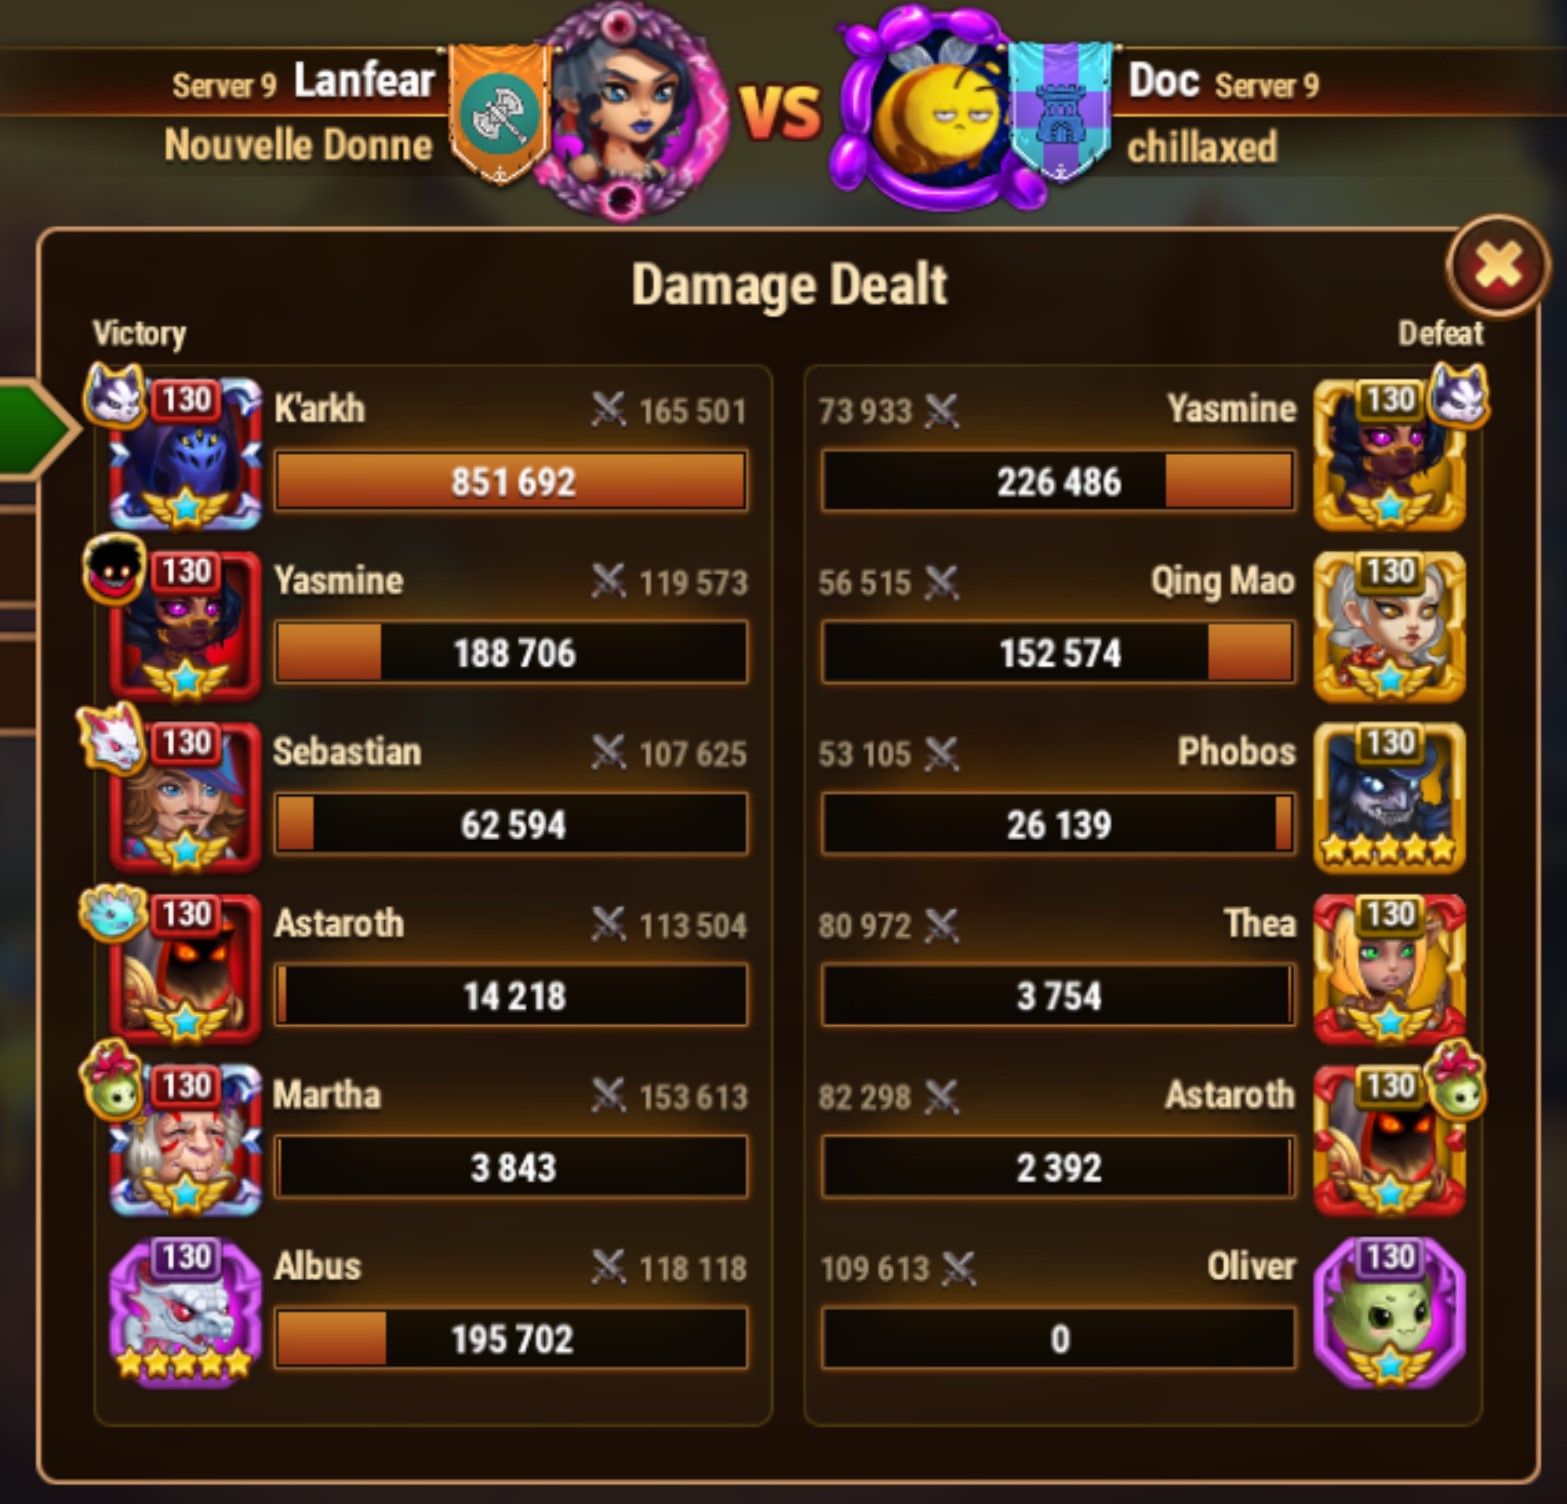 Server 9 Lanfear VS Doc Server 9
Nouvelle Donne chillaxed
Damage Dealt
Victory Defeat
130 K'arkh 165 501
851 692
130 Yasmine 119 573
188 706
130 Sebastian 107 625
62 594
130 Astaroth 113 504
14 218
130 Martha 153 613
3 843
130 Albus 118 118
195 702
73 933 Yasmine 130
226 486
56 515 Qing Mao 130
152 574
53 105 Phobos 130
26 139
80 972 Thea 130
3 754
82 298 Astaroth 130
2 392
109 613 Oliver 130
0